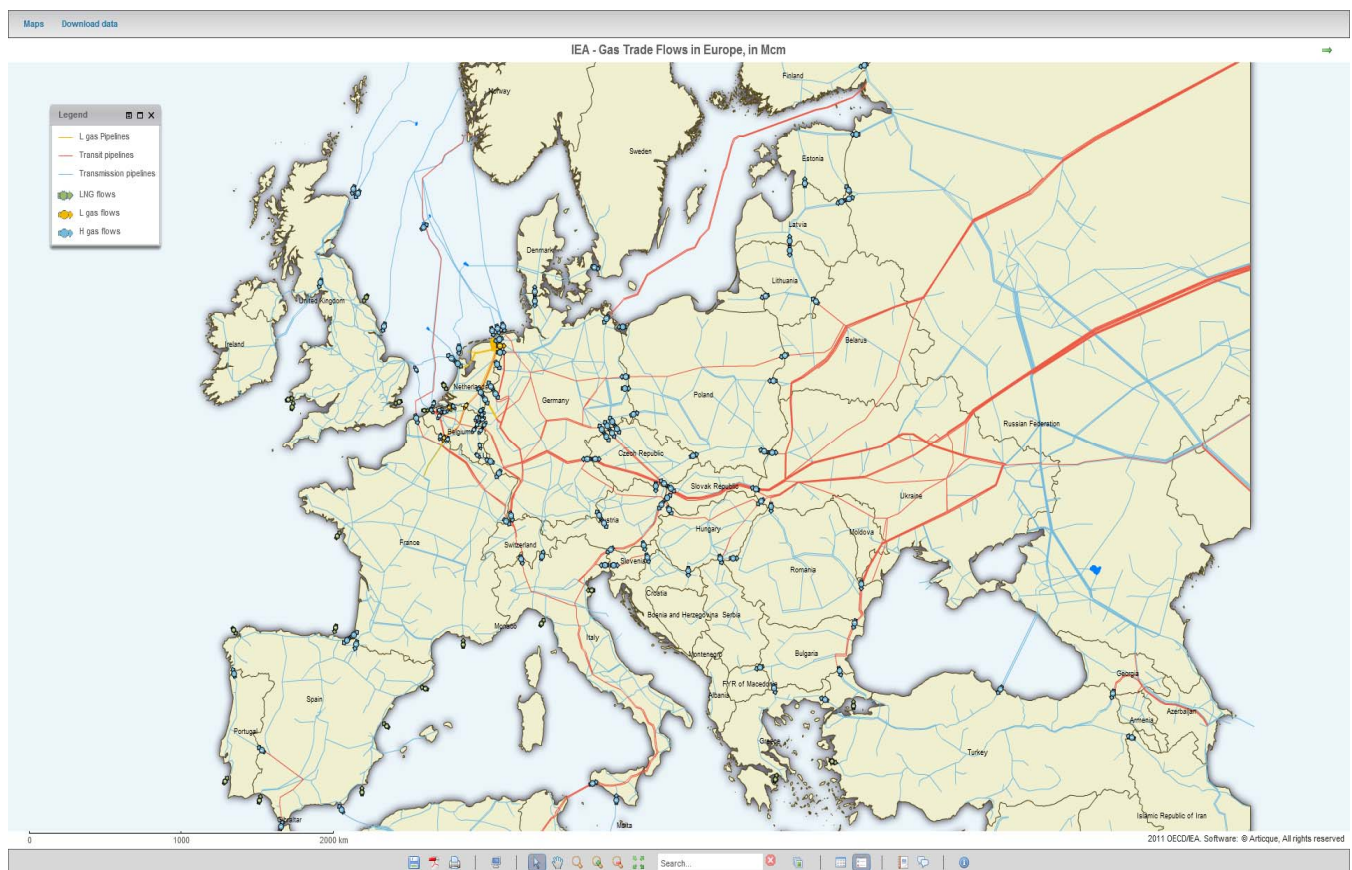 Maps Download data
IEA - Gas Trade Flows in Europe, in Mcm
Legend
L gas Pipelines
Transit pipelines
Transmission pipelines
LNG flows
L gas flows
H gas flows
Finland
Norway
Sweden
Estonia
Latvia
Denmark
Lithuania
United Kingdom
Ireland
Belarus
Netherlands
Germany
Poland
Russian Federation
Belgium
Czech Republic
Slovak Republic
Ukraine
Austria
Hungary
Moldova
France
Switzerland
Slovenia
Romania
Croatia
Bosnia and Herzegovina Serbia
Monaco
Italy
Montenegro
Bulgaria
Georgia
FYR of Macedonia
Albania
Spain
Armenia
Azerbaijan
Portugal
Greece
Turkey
Gibraltar
Malta
Islamic Republic of Iran
0 1000 2000 km
2011 OECD/IEA. Software: © Articque, All rights reserved
Search...